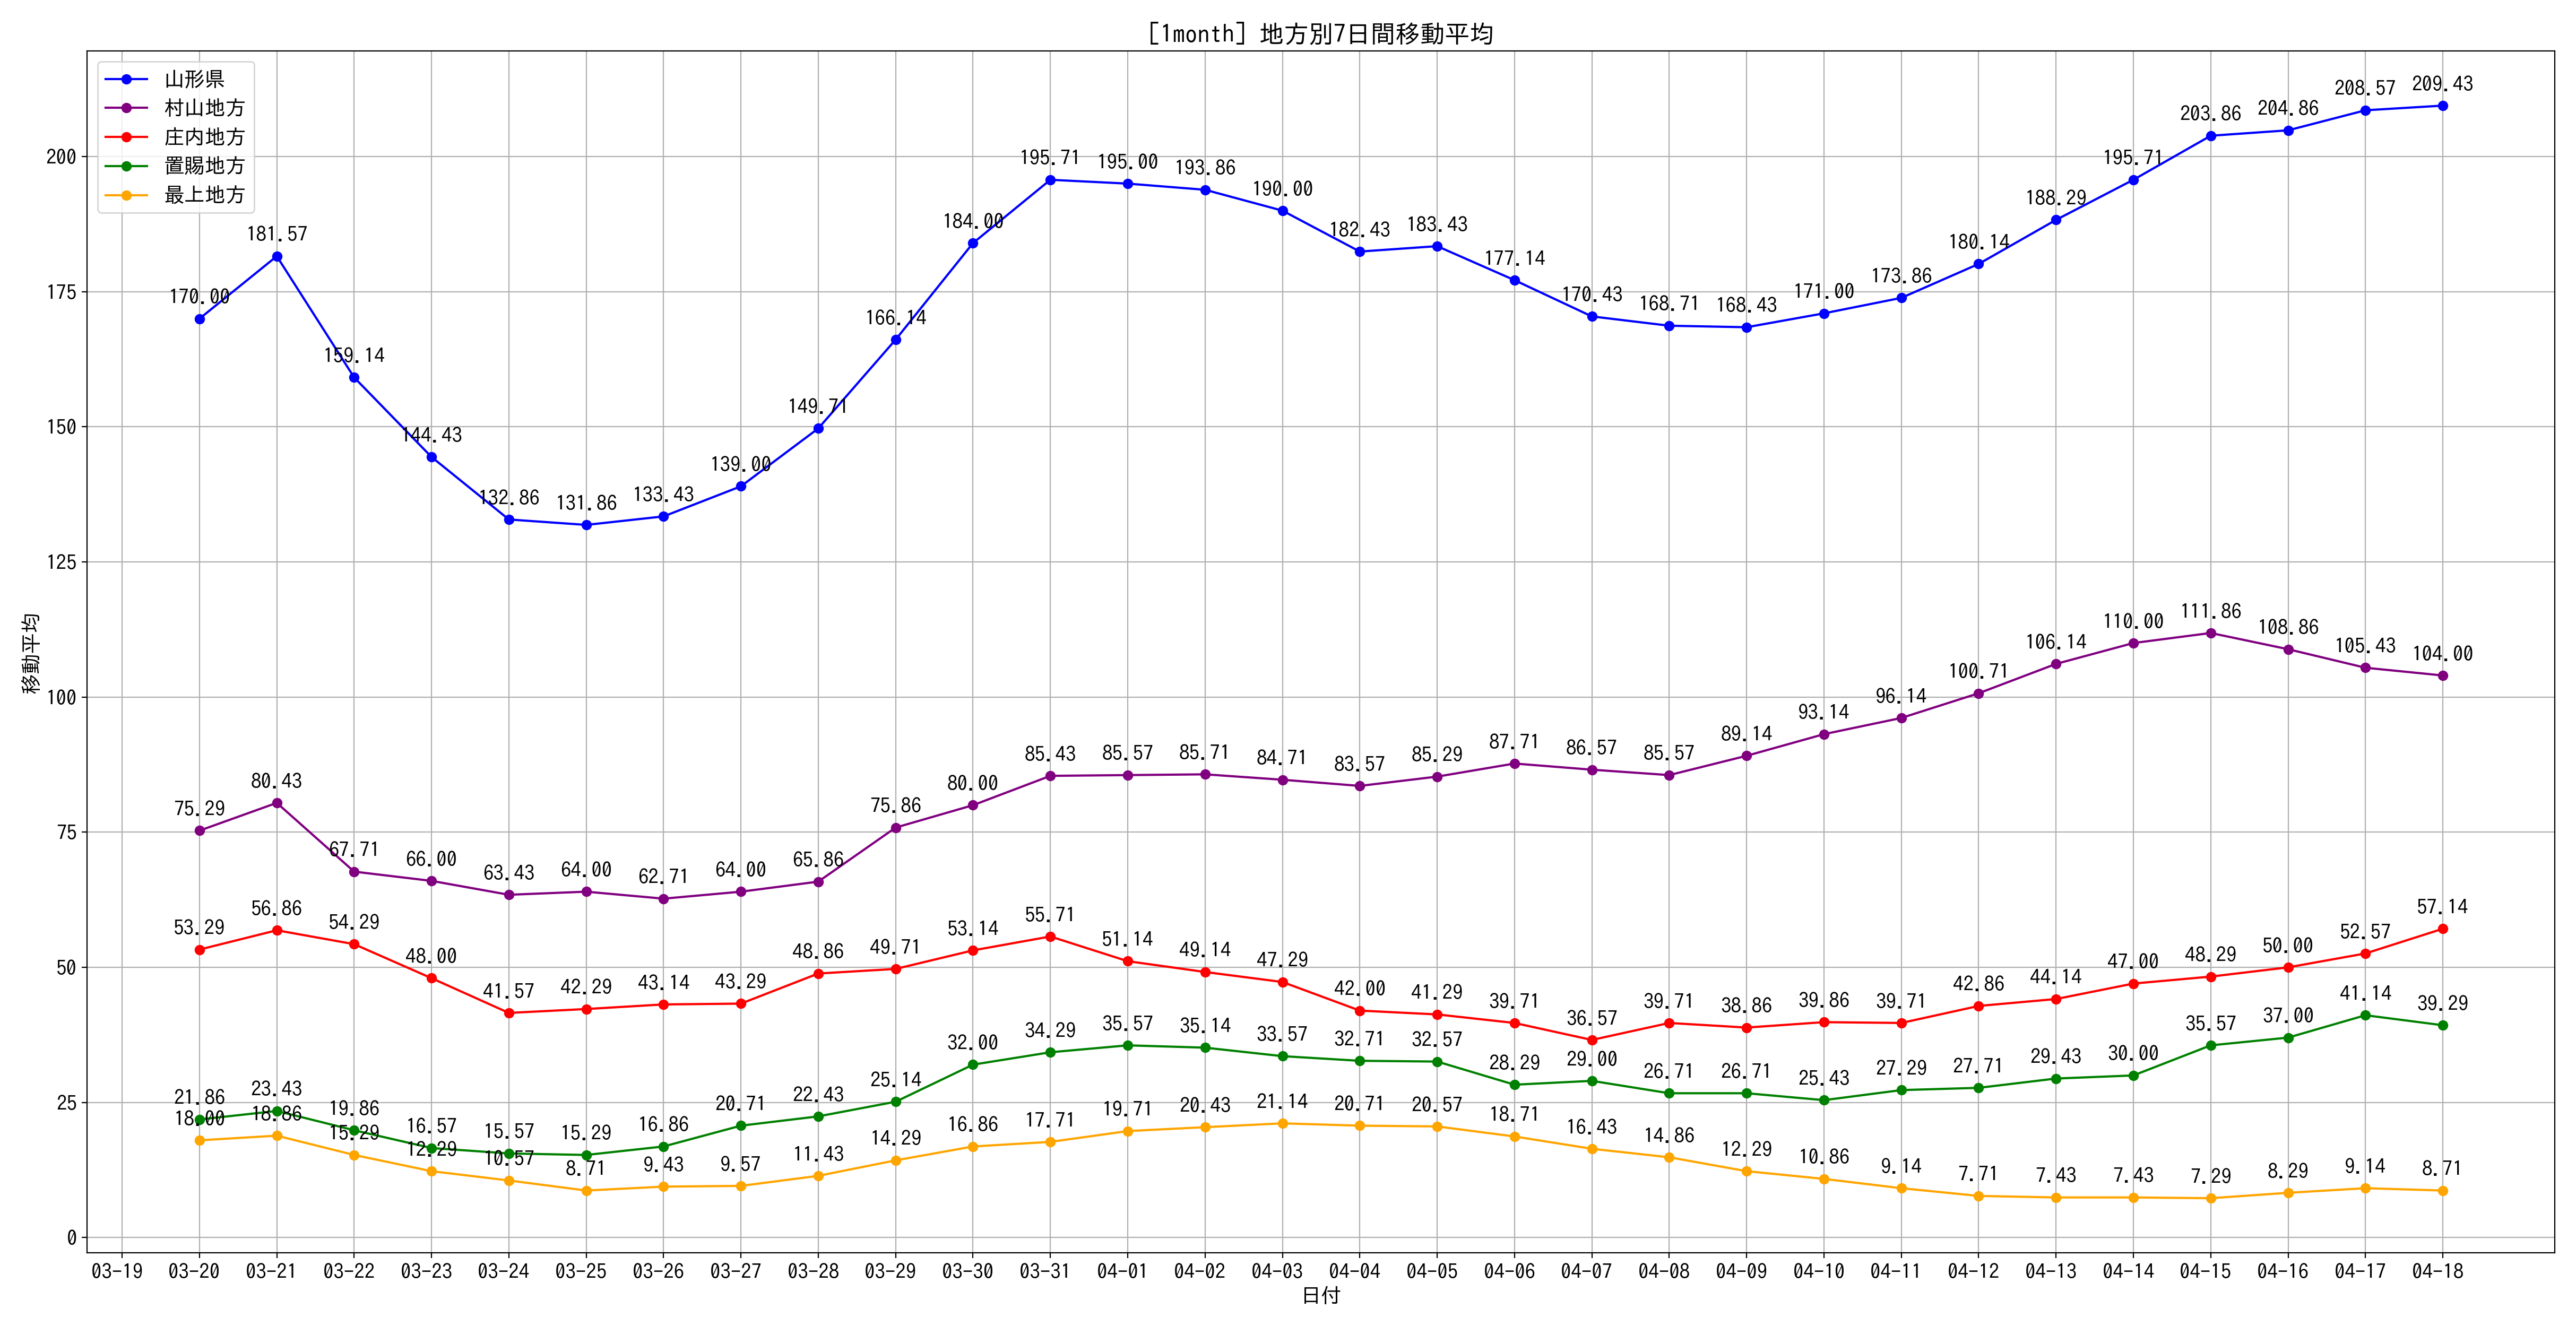 [1month] 地方別7日間移動平均
山形県
村山地方
庄内地方
置賜地方
最上地方
移動平均
200
175
150
125
100
75
50
25
0
170.00 181.57 159.14 144.43 132.86 131.86 133.43 139.00 149.71 166.14 184.00 195.71 195.00 193.86 190.00 182.43 183.43 177.14 170.43 168.71 168.43 171.00 173.86 180.14 188.29 195.71 203.86 204.86 208.57 209.43
75.29 80.43 67.71 66.00 63.43 64.00 62.71 64.00 65.86 75.86 80.00 85.43 85.57 85.71 84.71 83.57 85.29 87.71 86.57 85.57 89.14 93.14 96.14 100.71 106.14 110.00 111.86 108.86 105.43 104.00
53.29 56.86 54.29 48.00 41.57 42.29 43.14 43.29 48.86 49.71 53.14 55.71 51.14 49.14 47.29 42.00 41.29 39.71 36.57 39.71 38.86 39.86 39.71 42.86 44.14 47.00 48.29 50.00 52.57 57.14
21.86 23.43 19.86 16.57 15.57 15.29 16.86 20.71 22.43 25.14 32.00 34.29 35.57 35.14 33.57 32.71 32.57 28.29 29.00 26.71 26.71 25.43 27.29 27.71 29.43 30.00 35.57 37.00 41.14 39.29
18.00 18.86 15.29 12.29 10.57 8.71 9.43 9.57 11.43 14.29 16.86 17.71 19.71 20.43 21.14 20.71 20.57 18.71 16.43 14.86 12.29 10.86 9.14 7.71 7.43 7.43 7.29 8.29 9.14 8.71
03-19 03-20 03-21 03-22 03-23 03-24 03-25 03-26 03-27 03-28 03-29 03-30 03-31 04-01 04-02 04-03 04-04 04-05 04-06 04-07 04-08 04-09 04-10 04-11 04-12 04-13 04-14 04-15 04-16 04-17 04-18
日付